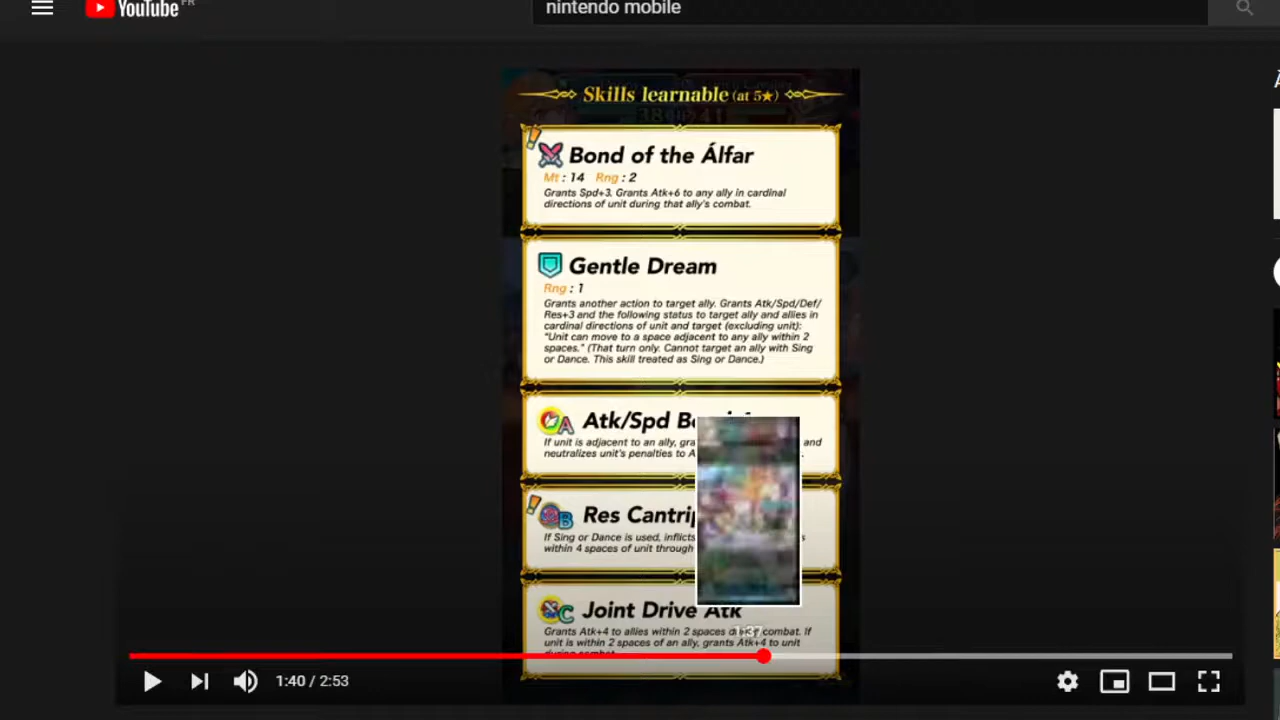 YouTube FR
nintendo mobile
Skills learnable (at 5★)
Bond of the Álfar
Mt : 14 Rng : 2
Grants Spd+3. Grants Atk+6 to any ally in cardinal
directions of unit during that ally's combat.
Gentle Dream
Rng : 1
Grants another action to target ally. Grants Atk/Spd/Def/
Res+3 and the following status to target ally and allies in
cardinal directions of unit and target (excluding unit):
"Unit can move to a space adjacent to any ally within 2
spaces." (That turn only. Cannot target an ally with Sing
or Dance. This skill treated as Sing or Dance.)
Atk/Spd
If unit is adjacent to an ally, and
neutralizes unit's penalties to
Res Cantrip
If Sing or Dance is used, inflicts
within 4 spaces of unit through
Joint Drive Atk
Grants Atk+4 to allies within 2 spaces combat. If
unit is within 2 spaces of an ally, grants Atk+4 to unit
during combat.
1:37
1:40 / 2:53